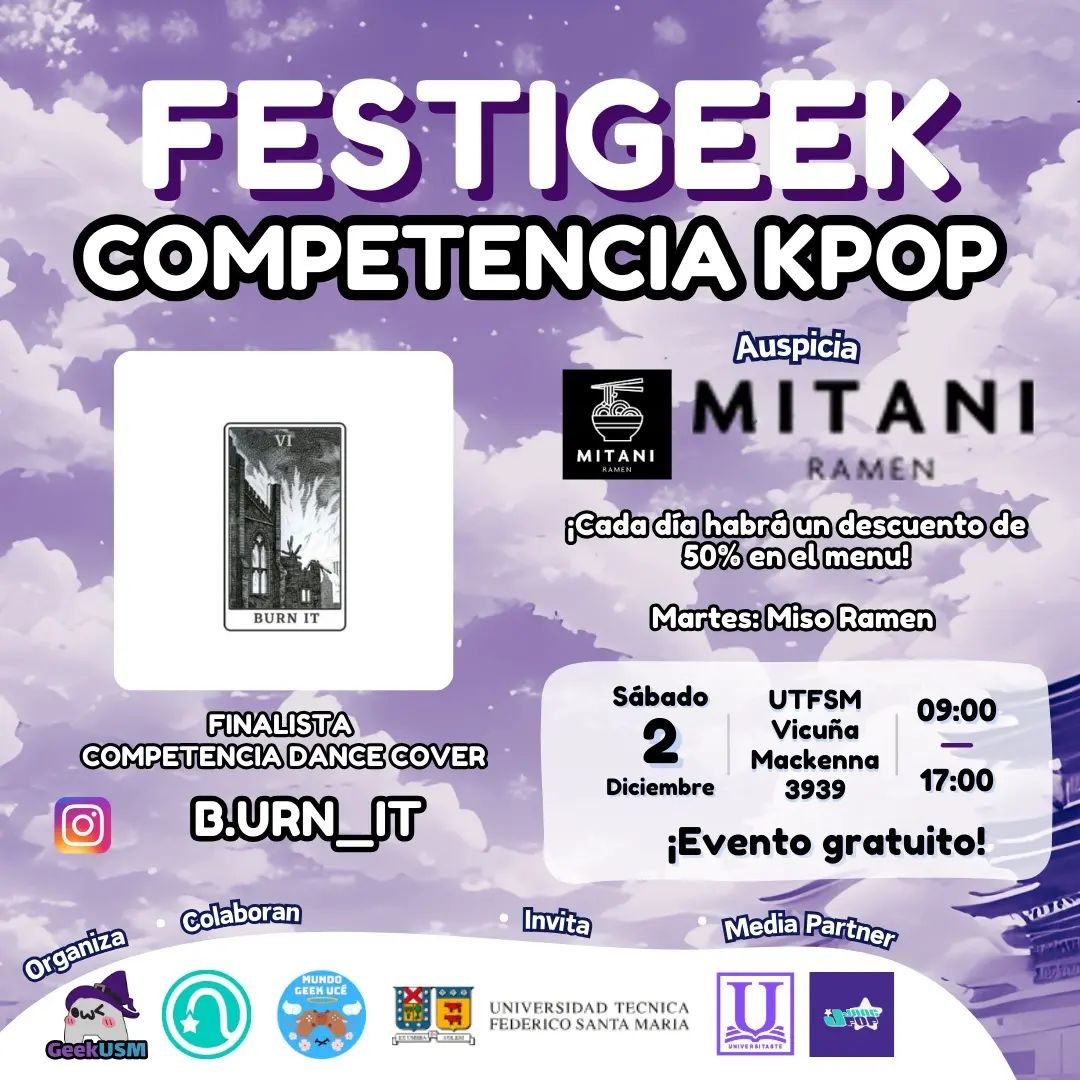 FESTIGEEK
COMPETENCIA KPOP
Auspicia
MITANI
RAMEN
MITANI
RAMEN
¡Cada día habrá un descuento de
50% en el menu!
Martes: Miso Ramen
VI
BURN IT
FINALISTA
COMPETENCIA DANCE COVER
B.URN_IT
Sábado
2
Diciembre
UTFSM
Vicuña
Mackenna
3939
09:00
17:00
¡Evento gratuito!
Organiza
Colaboran
Invita
Media Partner
GeekUSM
MUNDO
GEEK UCÉ
UNIVERSIDAD TECNICA
FEDERICO SANTA MARIA
U
UNIVERSITASTE